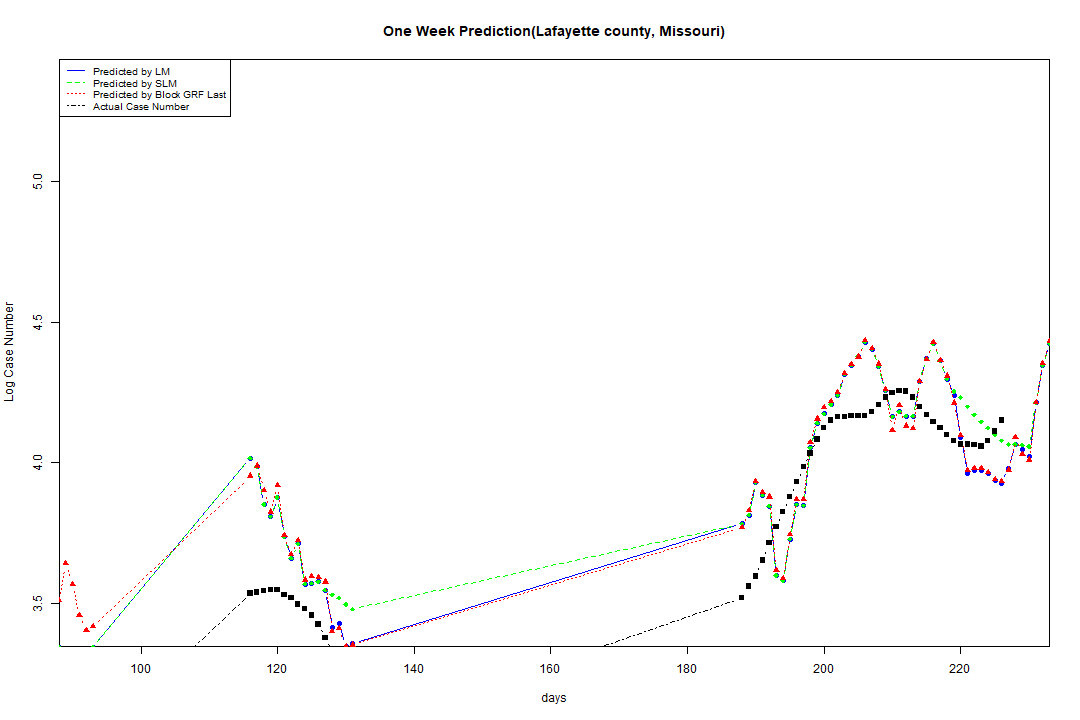 One Week Prediction(Lafayette county, Missouri)
Predicted by LM
Predicted by SLM
Predicted by Block GRF Last
Actual Case Number
5.0
4.5
4.0
3.5
Log Case Number
100 120 140 160 180 200 220
days